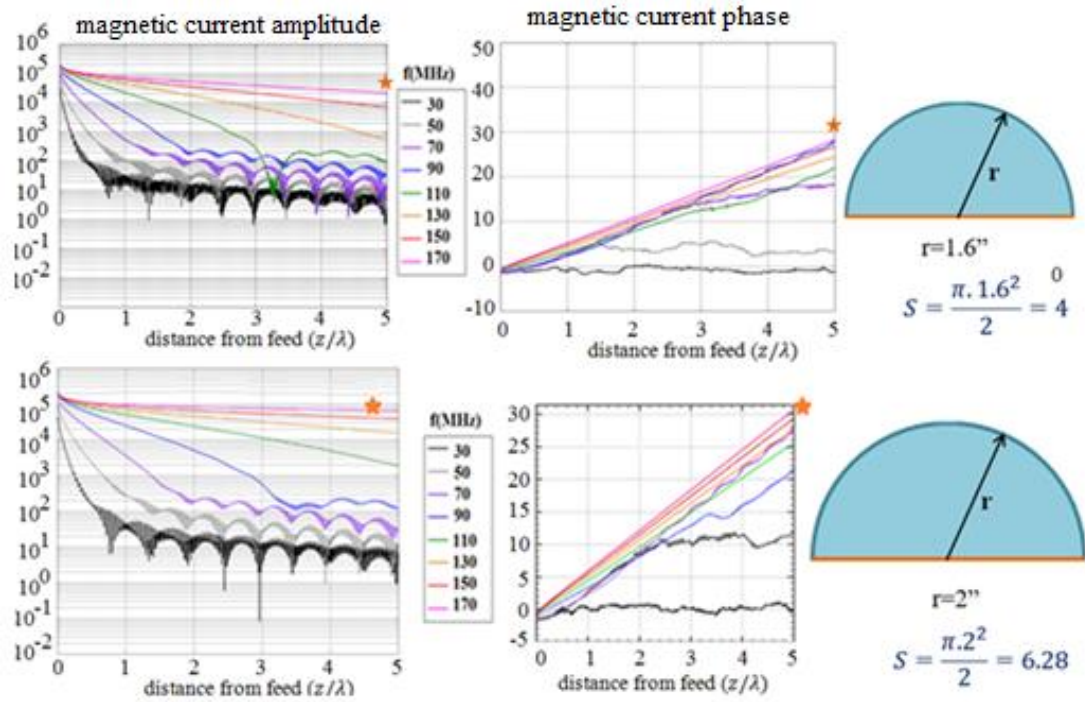 magnetic current amplitude
magnetic current phase
10^6
10^5
10^4
10^3
10^2
10^1
10^0
10^-1
10^-2
0 1 2 3 4 5
distance from feed (z/λ)
f(MHz)
30
50
70
90
110
130
150
170
50
40
30
20
10
0
-10
0 1 2 3 4 5
distance from feed (z/λ)
r
r=1.6”
0
S = π. 1.6^2 / 2 = 4
10^6
10^5
10^4
10^3
10^2
10^1
10^0
10^-1
10^-2
0 1 2 3 4 5
distance from feed (z/λ)
f(MHz)
30
50
70
90
110
130
150
170
30
25
20
15
10
5
0
-5
0 1 2 3 4 5
distance from feed (z/λ)
r
r=2”
S = π.2^2 / 2 = 6.28